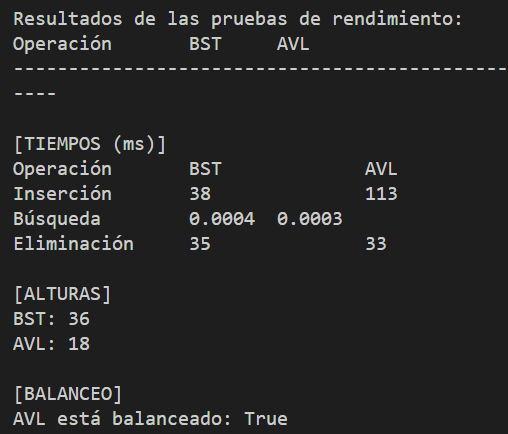 Resultados de las pruebas de rendimiento:
Operación BST AVL
---------------------------------------------
----
[TIEMPOS (ms)]
Operación BST AVL
Inserción 38 113
Búsqueda 0.0004 0.0003
Eliminación 35 33
[ALTURAS]
BST: 36
AVL: 18
[BALANCEO]
AVL está balanceado: True